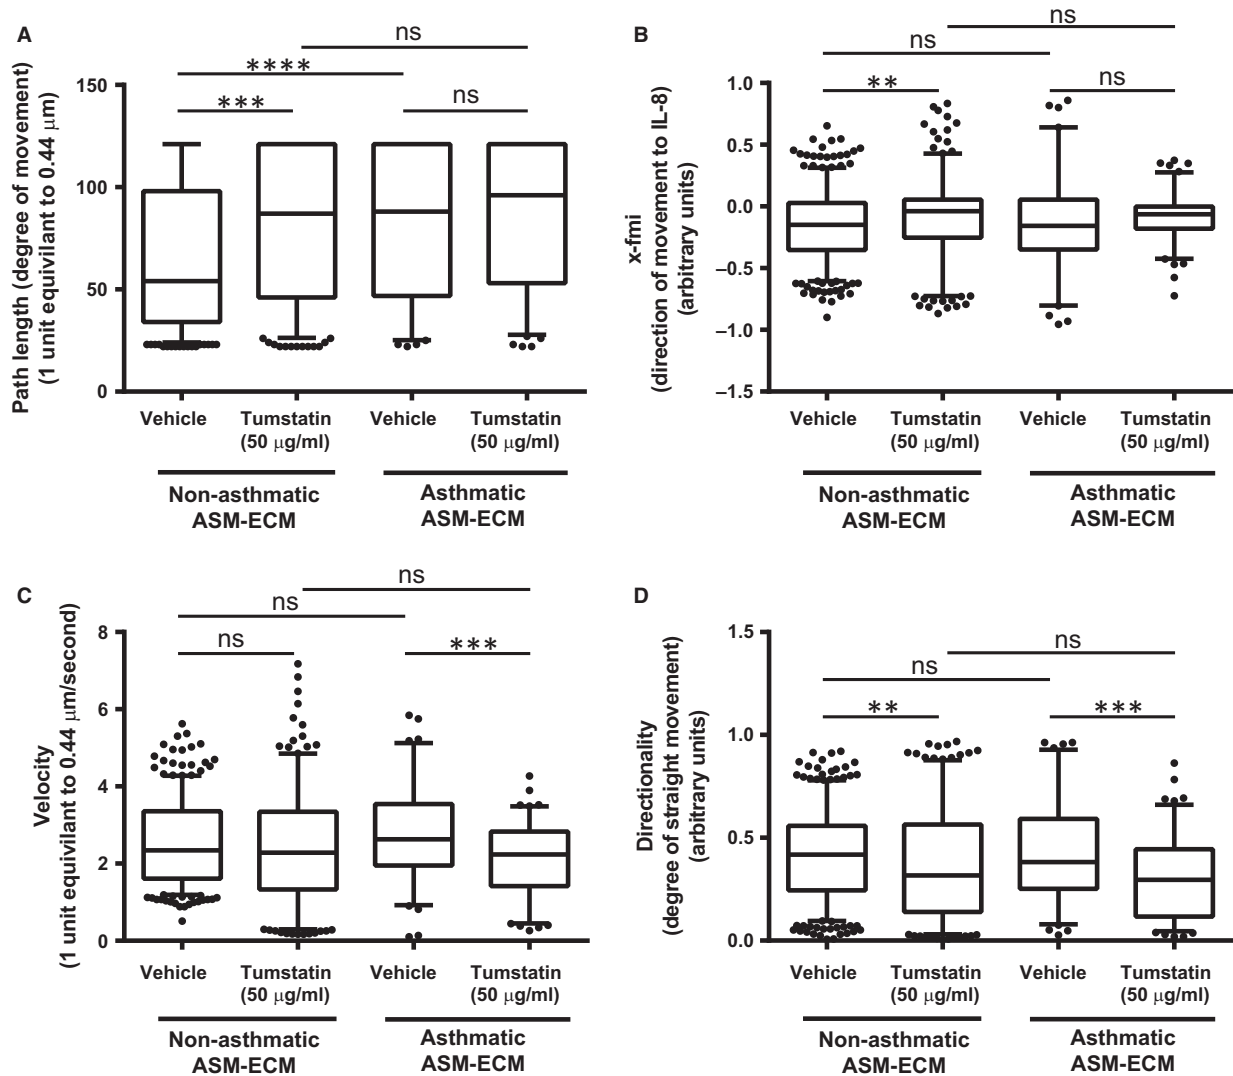 A
ns
****
***
ns
Path length (degree of movement)
(1 unit equivilant to 0.44 μm)
150
100
50
0
Vehicle
Tumstatin
(50 μg/ml)
Vehicle
Tumstatin
(50 μg/ml)
Non-asthmatic
ASM-ECM
Asthmatic
ASM-ECM
B
ns
ns
**
ns
x-fmi
(direction of movement to IL-8)
(arbitrary units)
1.0
0.5
0.0
−0.5
−1.0
−1.5
Vehicle
Tumstatin
(50 μg/ml)
Vehicle
Tumstatin
(50 μg/ml)
Non-asthmatic
ASM-ECM
Asthmatic
ASM-ECM
C
ns
ns
ns
***
Velocity
(1 unit equivilant to 0.44 μm/second)
8
6
4
2
0
Vehicle
Tumstatin
(50 μg/ml)
Vehicle
Tumstatin
(50 μg/ml)
Non-asthmatic
ASM-ECM
Asthmatic
ASM-ECM
D
ns
ns
**
***
Directionality
(degree of straight movement)
(arbitrary units)
1.5
1.0
0.5
0.0
Vehicle
Tumstatin
(50 μg/ml)
Vehicle
Tumstatin
(50 μg/ml)
Non-asthmatic
ASM-ECM
Asthmatic
ASM-ECM